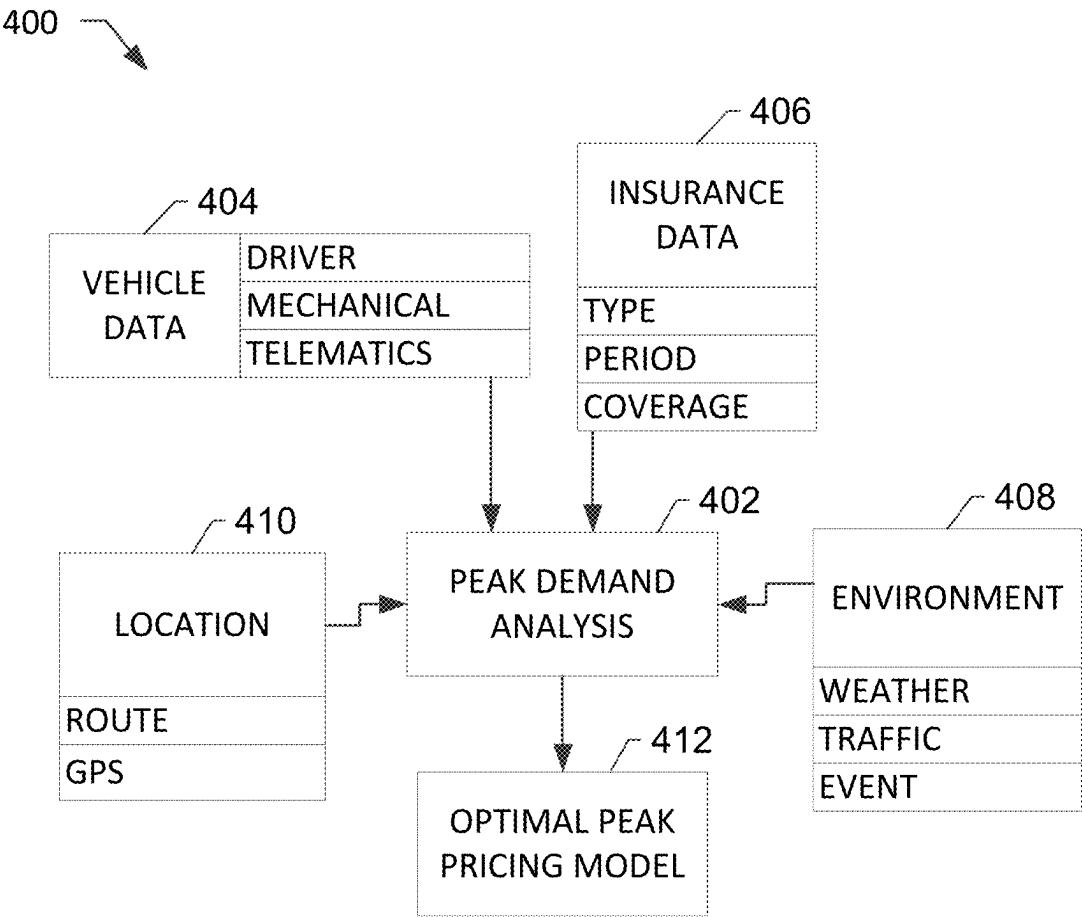 400
406
INSURANCE
DATA
TYPE
PERIOD
COVERAGE
404
VEHICLE
DATA
DRIVER
MECHANICAL
TELEMATICS
402
PEAK DEMAND
ANALYSIS
410
LOCATION
ROUTE
GPS
408
ENVIRONMENT
WEATHER
TRAFFIC
EVENT
412
OPTIMAL PEAK
PRICING MODEL